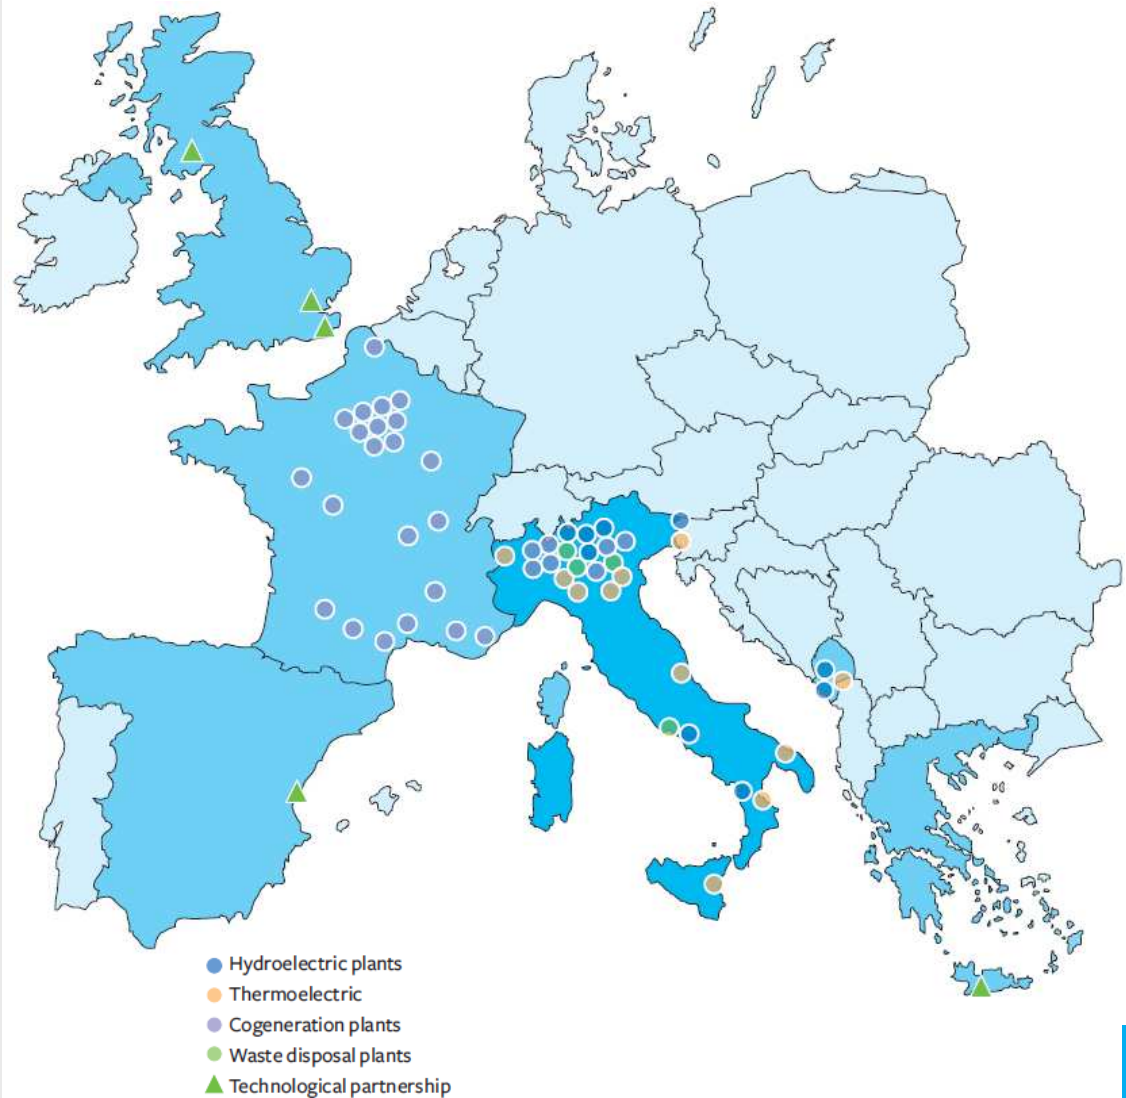 Hydroelectric plants
Thermoelectric
Cogeneration plants
Waste disposal plants
Technological partnership